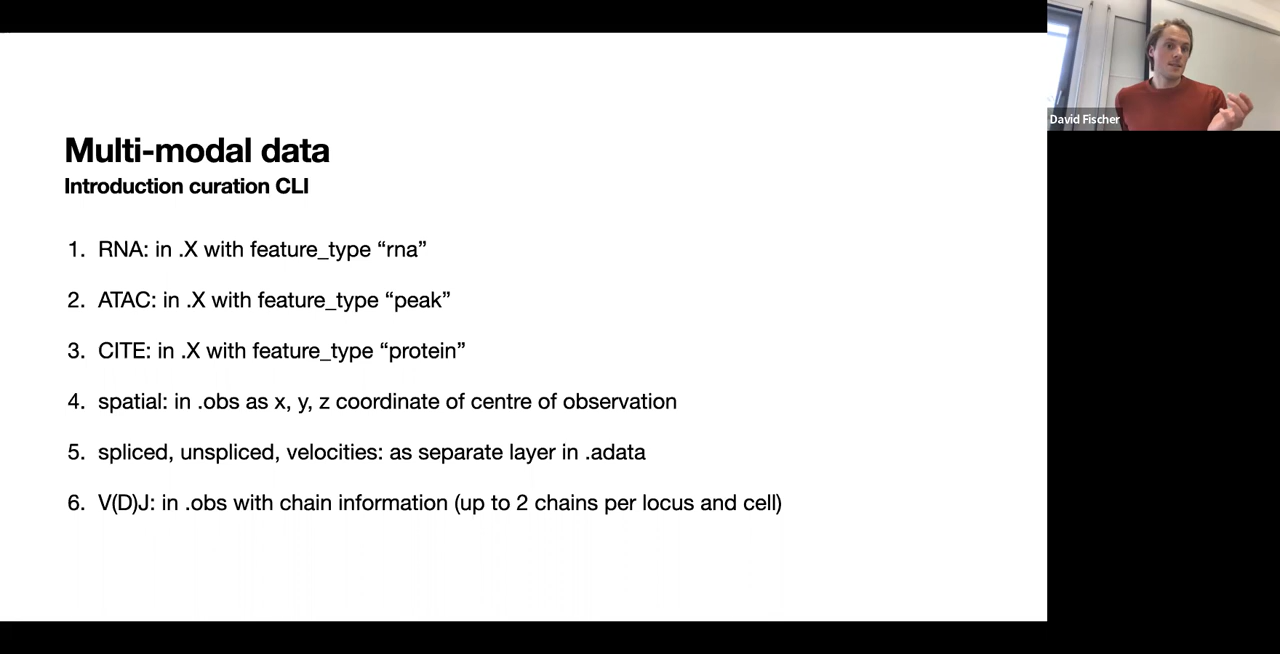 Multi-modal data
Introduction curation CLI
1. RNA: in .X with feature_type “rna”
2. ATAC: in .X with feature_type “peak”
3. CITE: in .X with feature_type “protein”
4. spatial: in .obs as x, y, z coordinate of centre of observation
5. spliced, unspliced, velocities: as separate layer in .adata
6. V(D)J: in .obs with chain information (up to 2 chains per locus and cell)
David Fischer